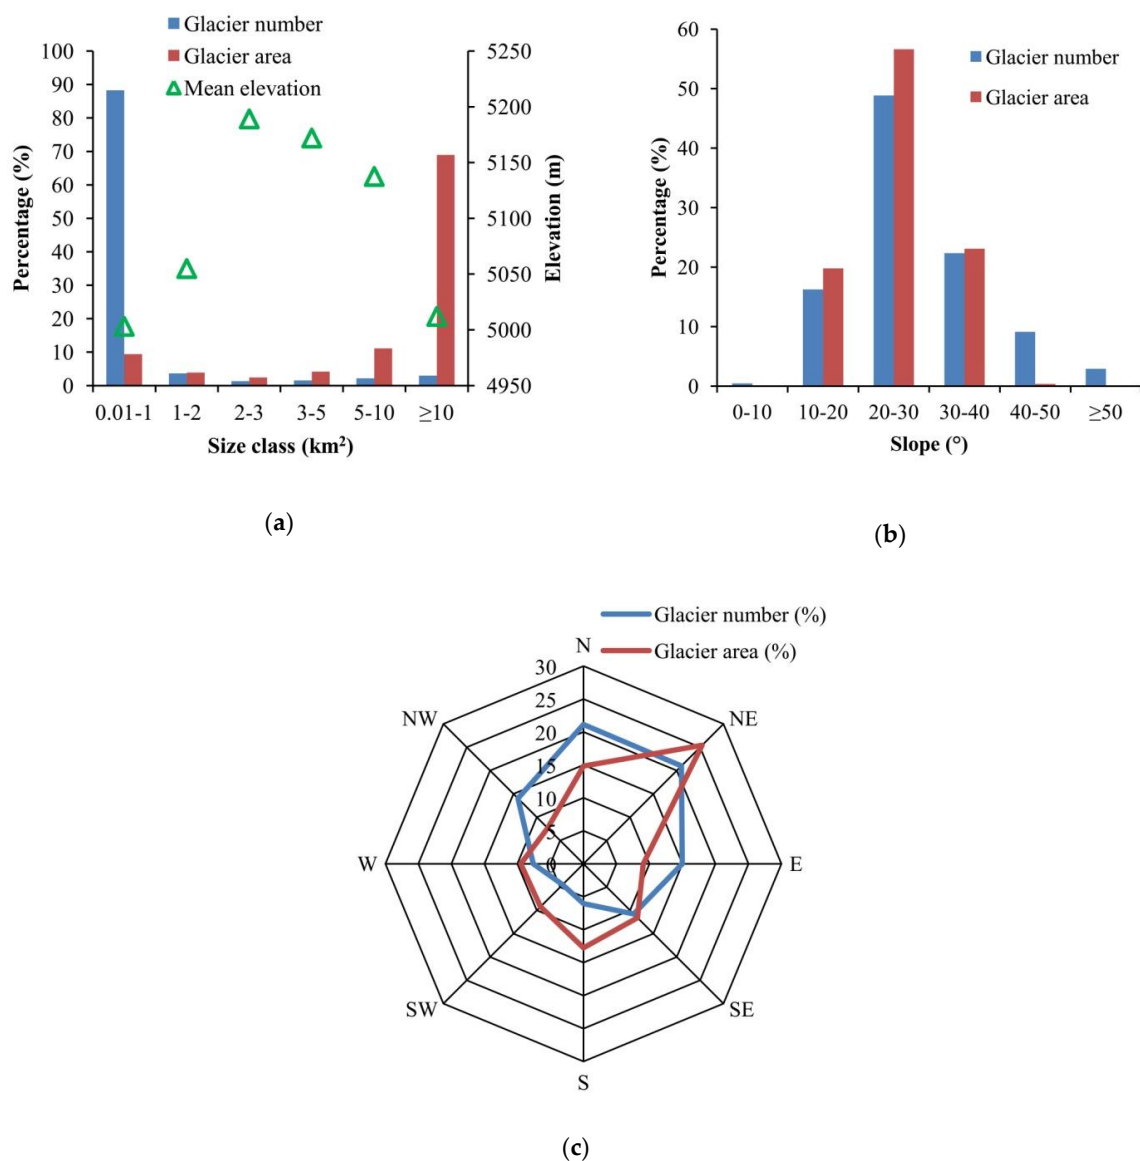 Glacier number
Glacier area
Mean elevation
Percentage (%)
100
90
80
70
60
50
40
30
20
10
0
5250
5200
5150
5100
5050
5000
4950
Elevation (m)
0.01-1 1-2 2-3 3-5 5-10 ≥10
Size class (km²)
(a)
Glacier number
Glacier area
Percentage (%)
60
50
40
30
20
10
0
0-10 10-20 20-30 30-40 40-50 ≥50
Slope (°)
(b)
Glacier number (%)
Glacier area (%)
N
30
25
20
15
10
5
0
NW
NE
W
E
SW
SE
S
(c)